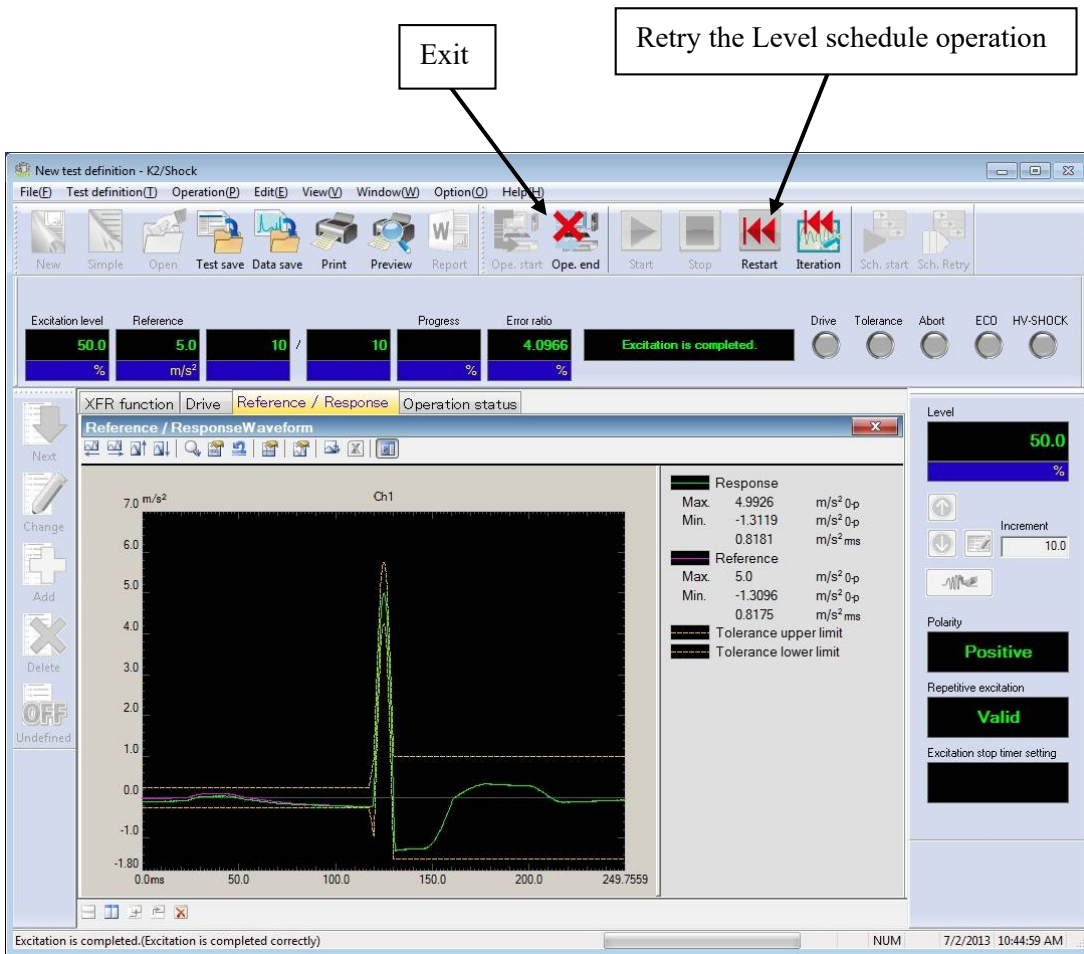 Exit
Retry the Level schedule operation
New test definition - K2/Shock
File(F) Test definition(T) Operation(P) Edit(E) View(V) Window(W) Option(O) Help(H)
New Simple Open Test save Data save Print Preview Report Ope. start Ope. end Start Stop Restart Iteration Sch. start Sch. Retry
Excitation level Reference Progress Error ratio Drive Tolerance Abort ECO HV-SHOCK
50.0 5.0 10 / 10 4.0966 Excitation is completed.
% m/s² % %
XFR function Drive Reference / Response Operation status
Reference / ResponseWaveform
Next
Change
Add
Delete
OFF
Undefined
7.0 m/s² Ch1
6.0
5.0
4.0
3.0
2.0
1.0
0.0
-1.0
-1.80
0.0ms 50.0 100.0 150.0 200.0 249.7559
Response
Max. 4.9926 m/s² 0-p
Min. -1.3119 m/s² 0-p
0.8181 m/s² rms
Reference
Max. 5.0 m/s² 0-p
Min. -1.3096 m/s² 0-p
0.8175 m/s² rms
Tolerance upper limit
Tolerance lower limit
Level
50.0
%
Increment
10.0
Polarity
Positive
Repetitive excitation
Valid
Excitation stop timer setting
Excitation is completed.(Excitation is completed correctly) NUM 7/2/2013 10:44:59 AM